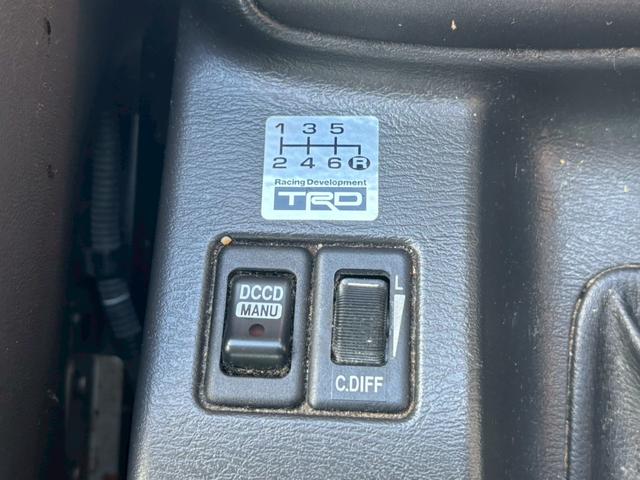 1 3 5
2 4 6 R
Racing Development
TRD
DCCD
MANU
L
C.DIFF